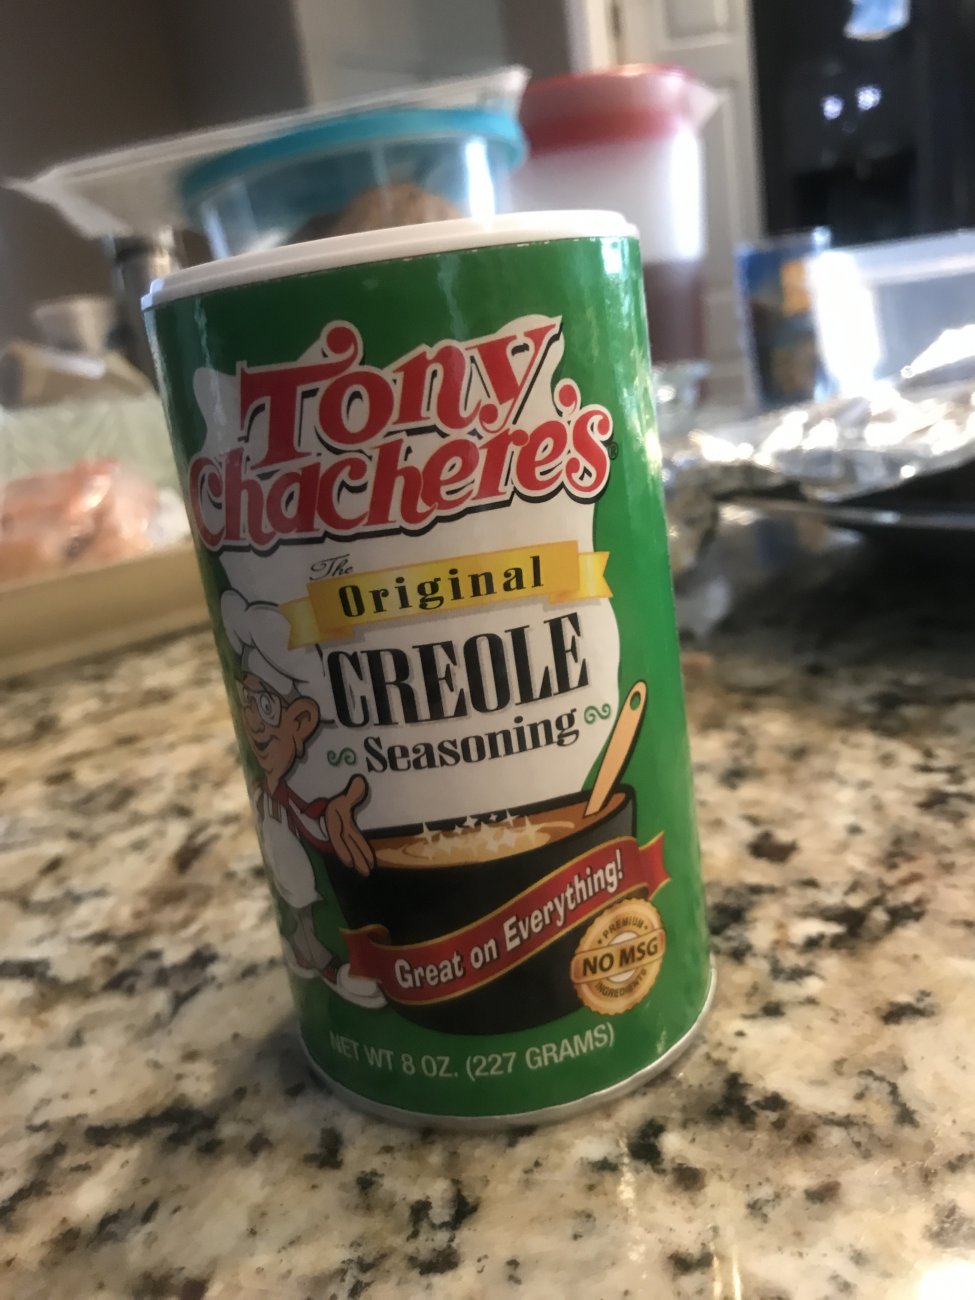 Tony
Chachere's®
The
Original
CREOLE
Seasoning
Great on Everything!
PREMIUM
NO MSG
INGREDIENTS
NET WT 8 OZ. (227 GRAMS)